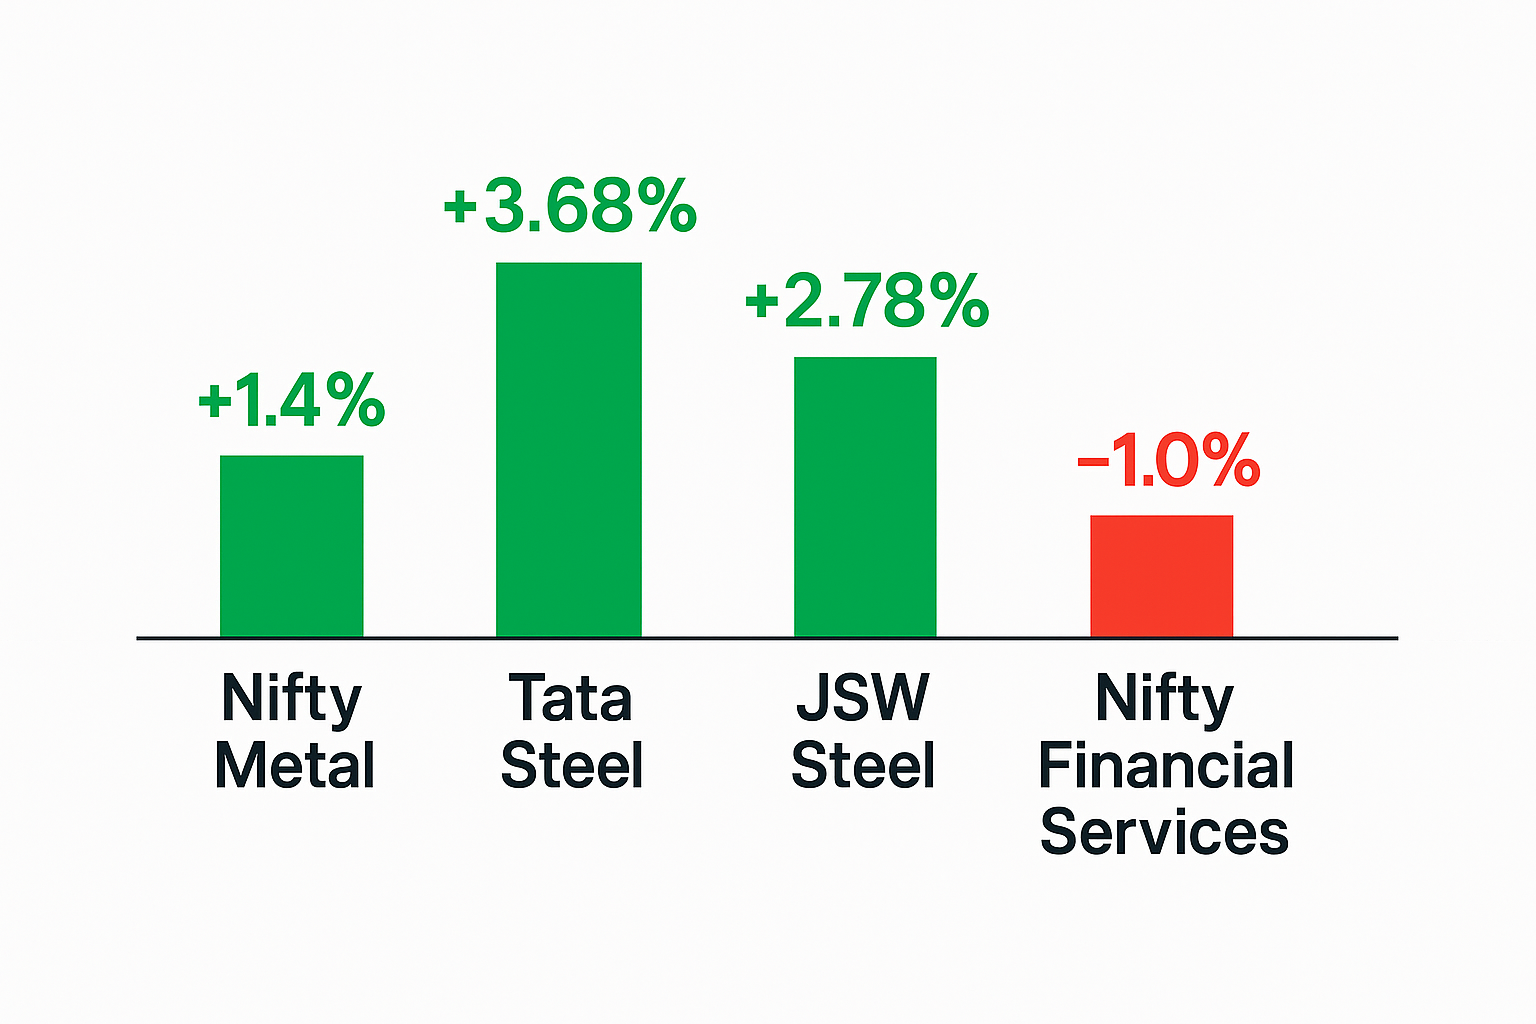 +1.4%
+3.68%
+2.78%
–1.0%
Nifty
Metal
Tata
Steel
JSW
Steel
Nifty
Financial
Services